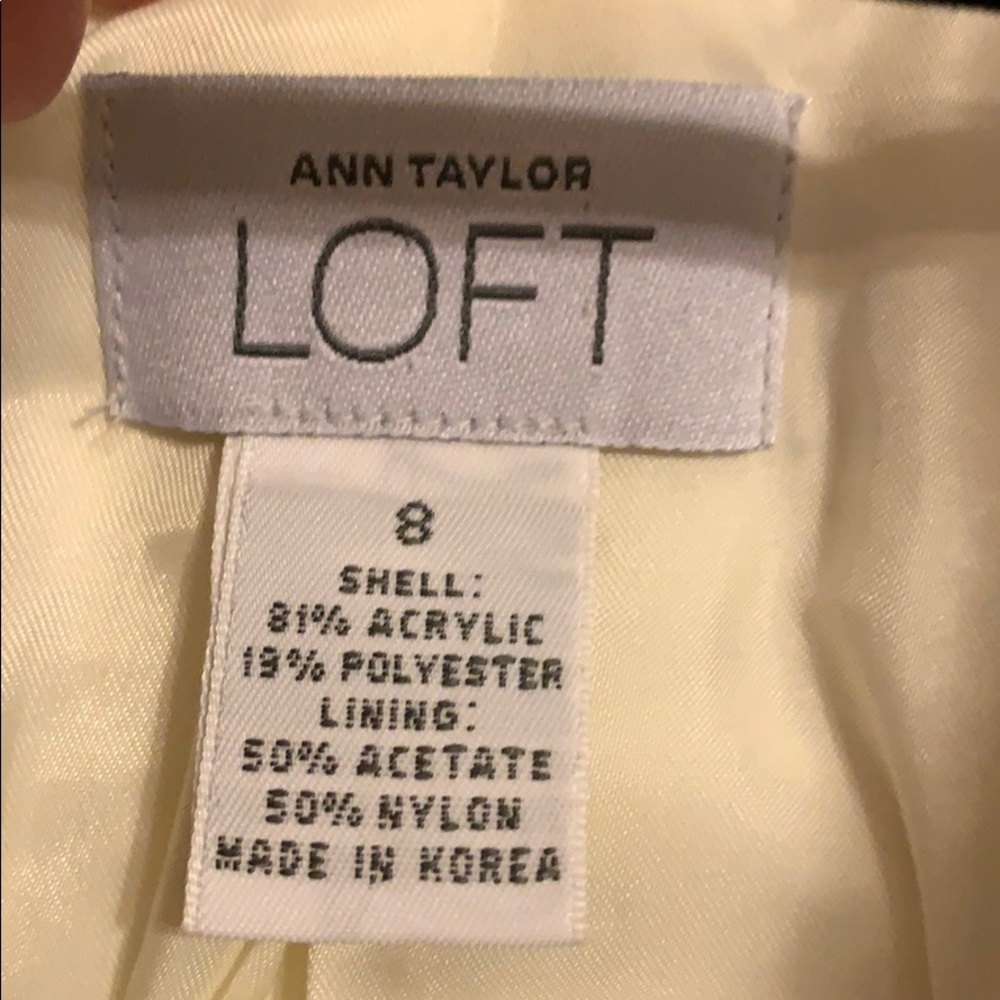 ANN TAYLOR
LOFT
8
SHELL:
81% ACRYLIC
19% POLYESTER
LINING:
50% ACETATE
50% NYLON
MADE IN KOREA